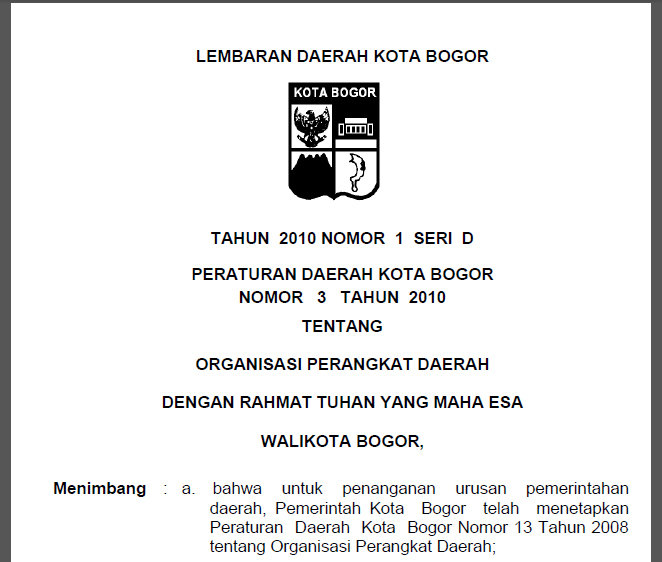 LEMBARAN DAERAH KOTA BOGOR
KOTA BOGOR
TAHUN 2010 NOMOR 1 SERI D
PERATURAN DAERAH KOTA BOGOR
NOMOR 3 TAHUN 2010
TENTANG
ORGANISASI PERANGKAT DAERAH
DENGAN RAHMAT TUHAN YANG MAHA ESA
WALIKOTA BOGOR,
Menimbang : a. bahwa untuk penanganan urusan pemerintahan
daerah, Pemerintah Kota Bogor telah menetapkan
Peraturan Daerah Kota Bogor Nomor 13 Tahun 2008
tentang Organisasi Perangkat Daerah;